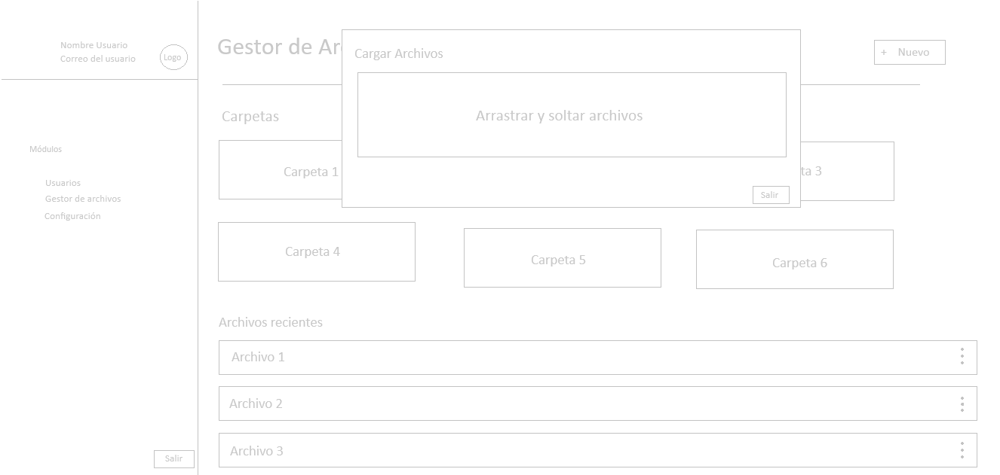 Nombre Usuario
Correo del usuario
Logo
Módulos
Usuarios
Gestor de archivos
Configuración
Salir
Gestor de Ar
+ Nuevo
Cargar Archivos
Arrastrar y soltar archivos
Salir
Carpetas
Carpeta 1
ta 3
Carpeta 4
Carpeta 5
Carpeta 6
Archivos recientes
Archivo 1
Archivo 2
Archivo 3